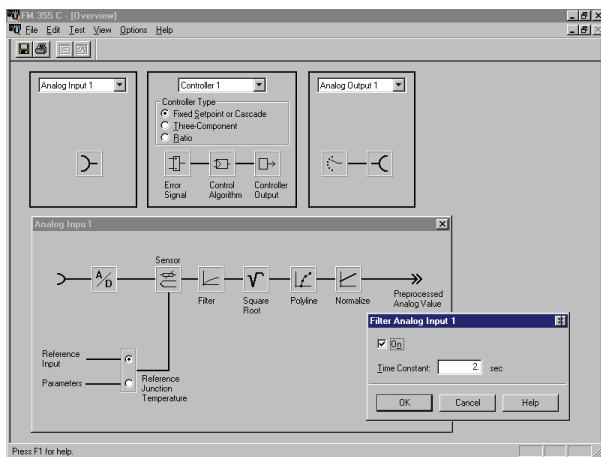 FM 355 C - [Overview]
File Edit Test View Options Help
Analog Input 1
Controller 1
Analog Output 1
Controller Type
Fixed Setpoint or Cascade
Three-Component
Ratio
Error Signal
Control Algorithm
Controller Output
Analog Inpu 1
Sensor
A/D
Filter
Square Root
Polyline
Normalize
Preprocessed Analog Value
Reference Input
Parameters
Reference Junction Temperature
Filter Analog Input 1
On
Time Constant: 2. sec
OK Cancel Help
Press F1 for help.